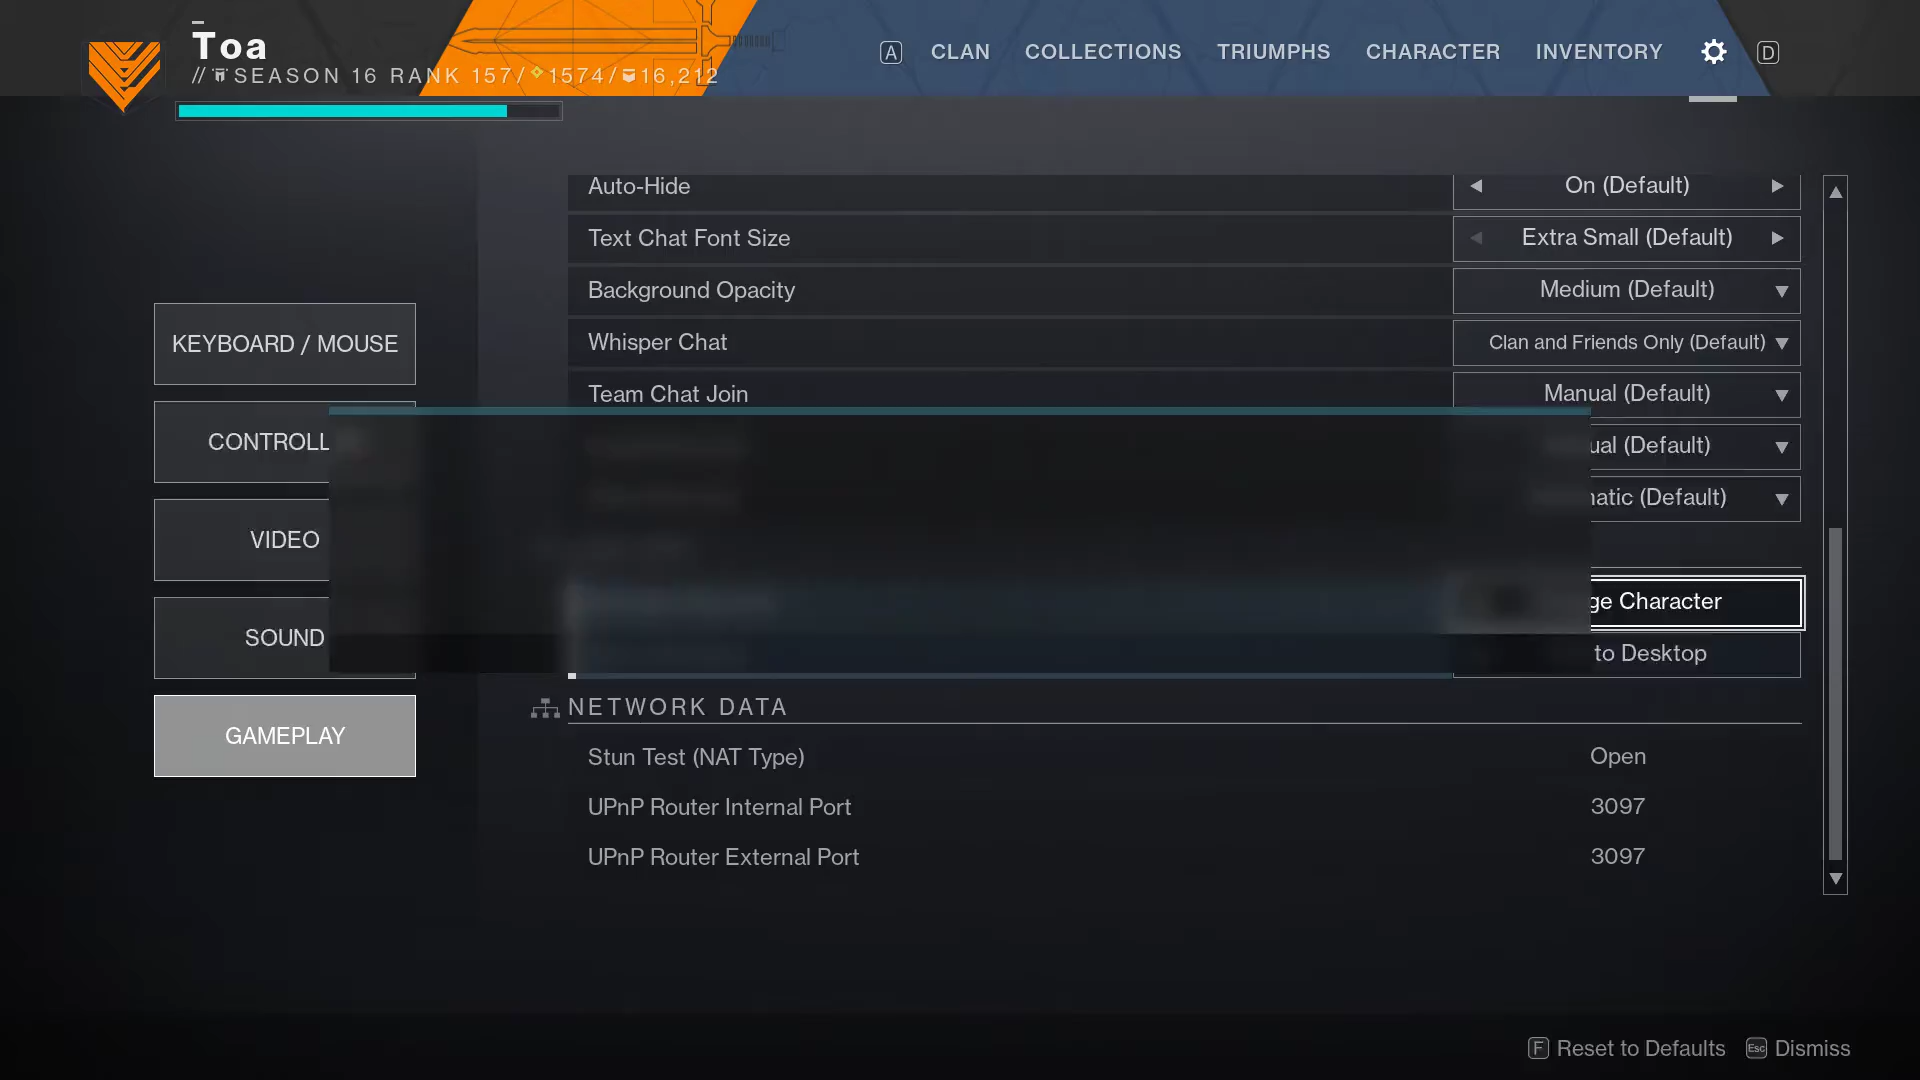 Toa
// SEASON 16 RANK 157/ 1574/ 16,212
A CLAN COLLECTIONS TRIUMPHS CHARACTER INVENTORY D
Auto-Hide On (Default)
Text Chat Font Size Extra Small (Default)
Background Opacity Medium (Default)
Whisper Chat Clan and Friends Only (Default)
Team Chat Join Manual (Default)
ual (Default)
atic (Default)
ge Character
to Desktop
KEYBOARD / MOUSE
CONTROLL
VIDEO
SOUND
GAMEPLAY
NETWORK DATA
Stun Test (NAT Type) Open
UPnP Router Internal Port 3097
UPnP Router External Port 3097
F Reset to Defaults Esc Dismiss